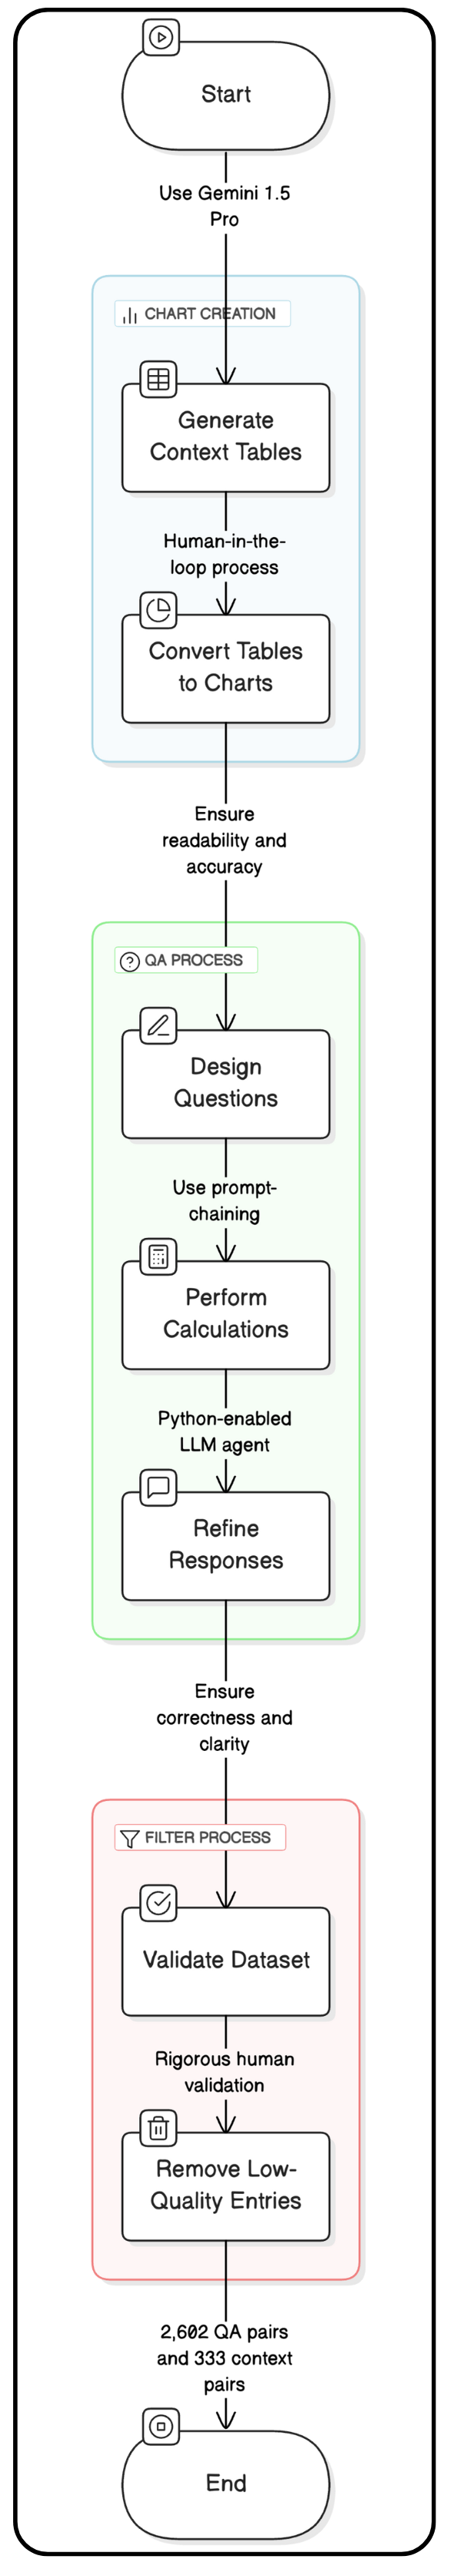 Start
Use Gemini 1.5
Pro
CHART CREATION
Generate
Context Tables
Human-in-the-
loop process
Convert Tables
to Charts
Ensure
readability and
accuracy
QA PROCESS
Design
Questions
Use prompt-
chaining
Perform
Calculations
Python-enabled
LLM agent
Refine
Responses
Ensure
correctness and
clarity
FILTER PROCESS
Validate Dataset
Rigorous human
validation
Remove Low-
Quality Entries
2,602 QA pairs
and 333 context
pairs
End